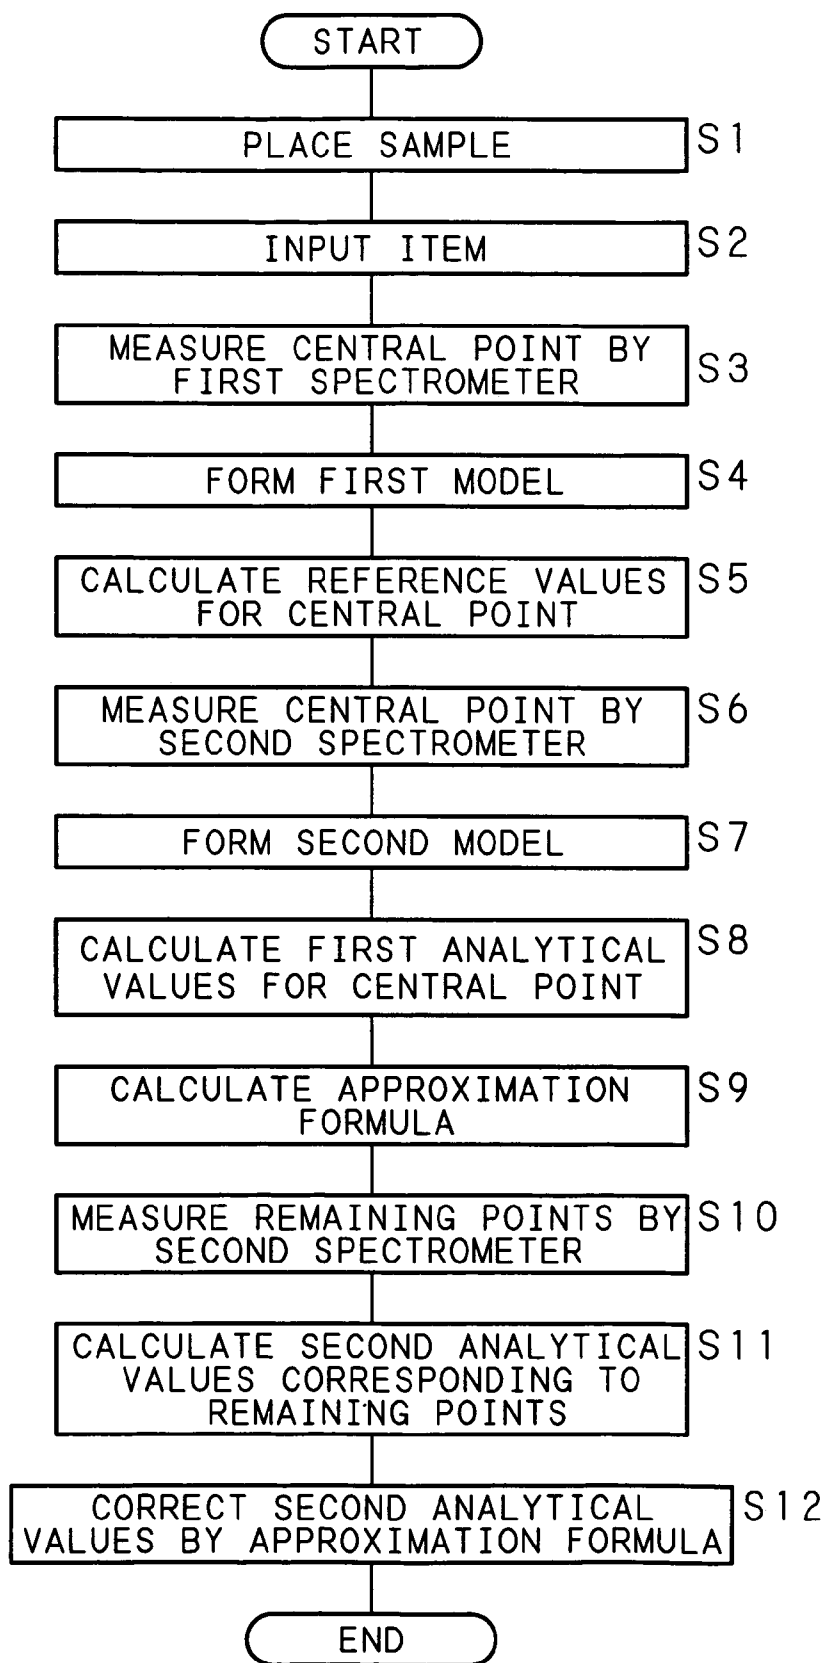 START
PLACE SAMPLE
S1
INPUT ITEM
S2
MEASURE CENTRAL POINT BY
FIRST SPECTROMETER
S3
FORM FIRST MODEL
S4
CALCULATE REFERENCE VALUES
FOR CENTRAL POINT
S5
MEASURE CENTRAL POINT BY
SECOND SPECTROMETER
S6
FORM SECOND MODEL
S7
CALCULATE FIRST ANALYTICAL
VALUES FOR CENTRAL POINT
S8
CALCULATE APPROXIMATION
FORMULA
S9
MEASURE REMAINING POINTS BY
SECOND SPECTROMETER
S10
CALCULATE SECOND ANALYTICAL
VALUES CORRESPONDING TO
REMAINING POINTS
S11
CORRECT SECOND ANALYTICAL
VALUES BY APPROXIMATION FORMULA
S12
END